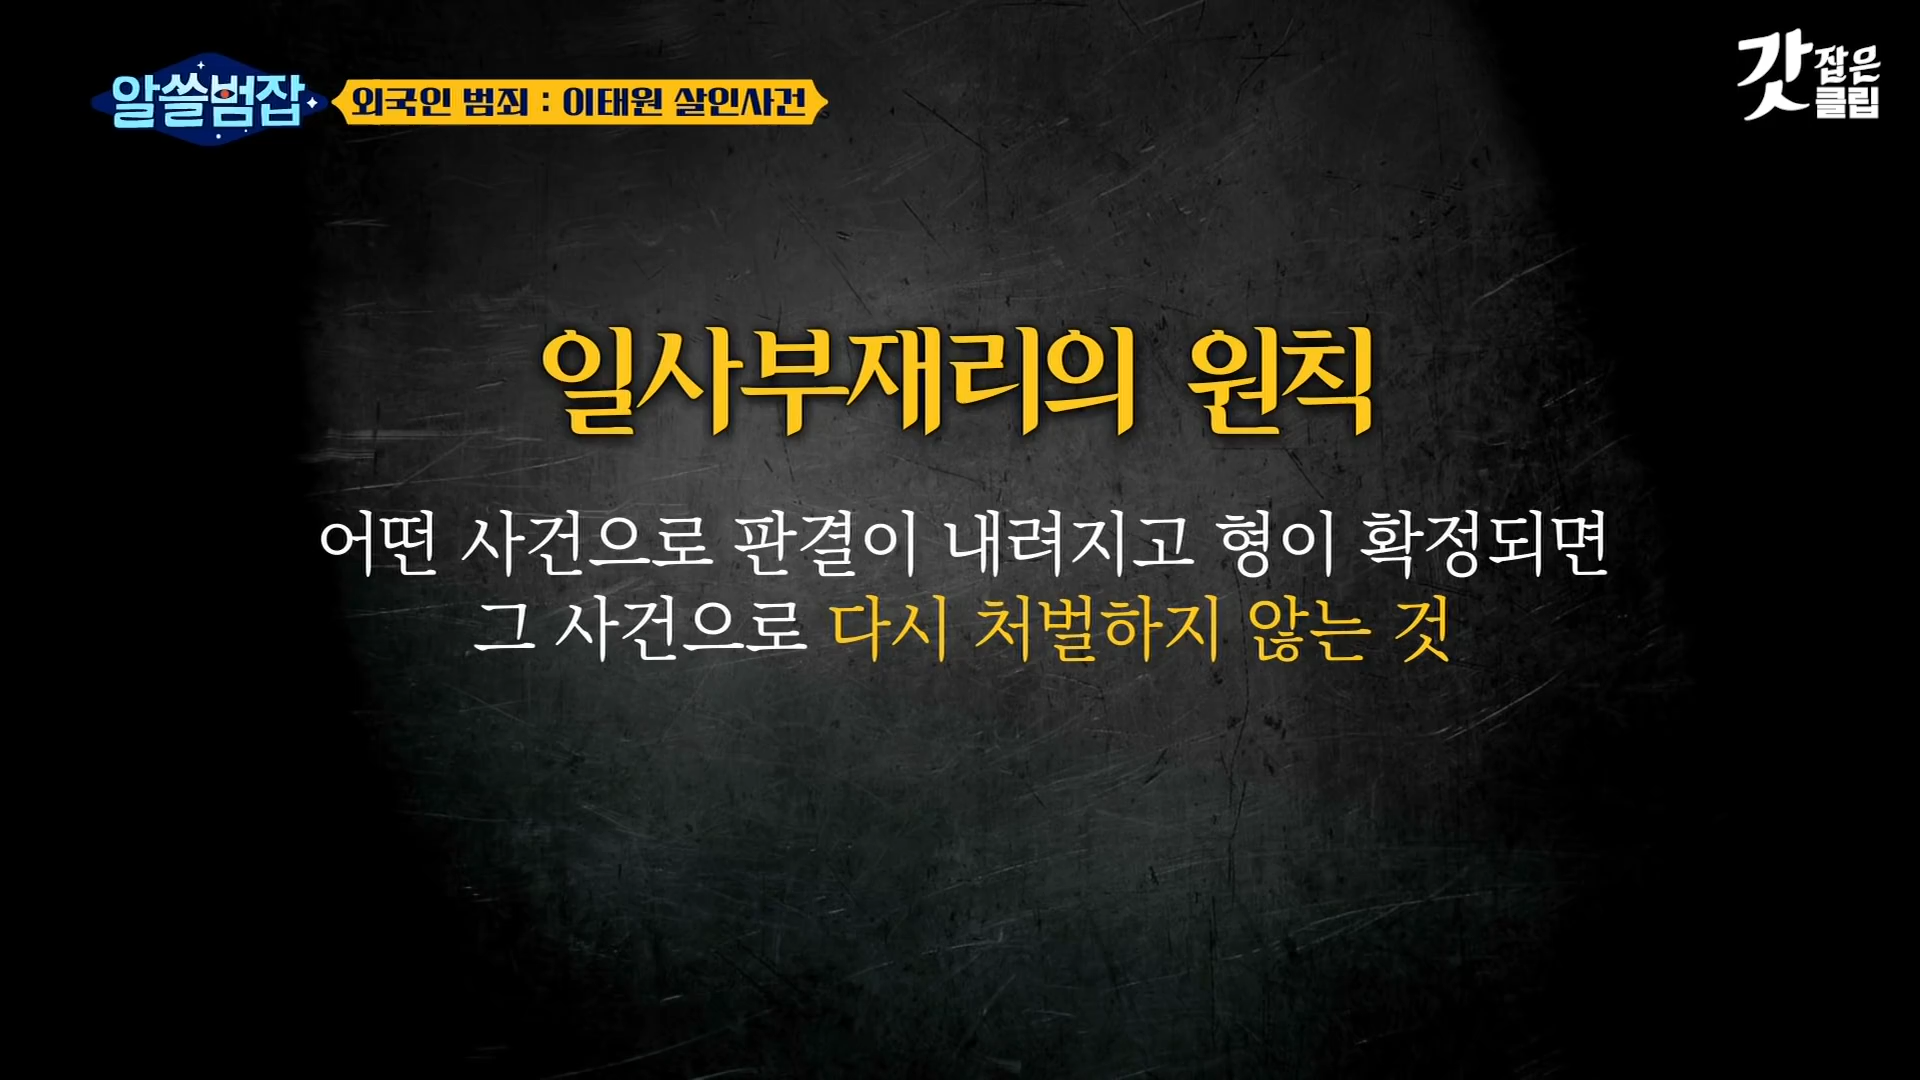 알쓸범잡
외국인 범죄 : 이태원 살인사건
갓 잡은 클립
일사부재리의 원칙
어떤 사건으로 판결이 내려지고 형이 확정되면
그 사건으로 다시 처벌하지 않는 것